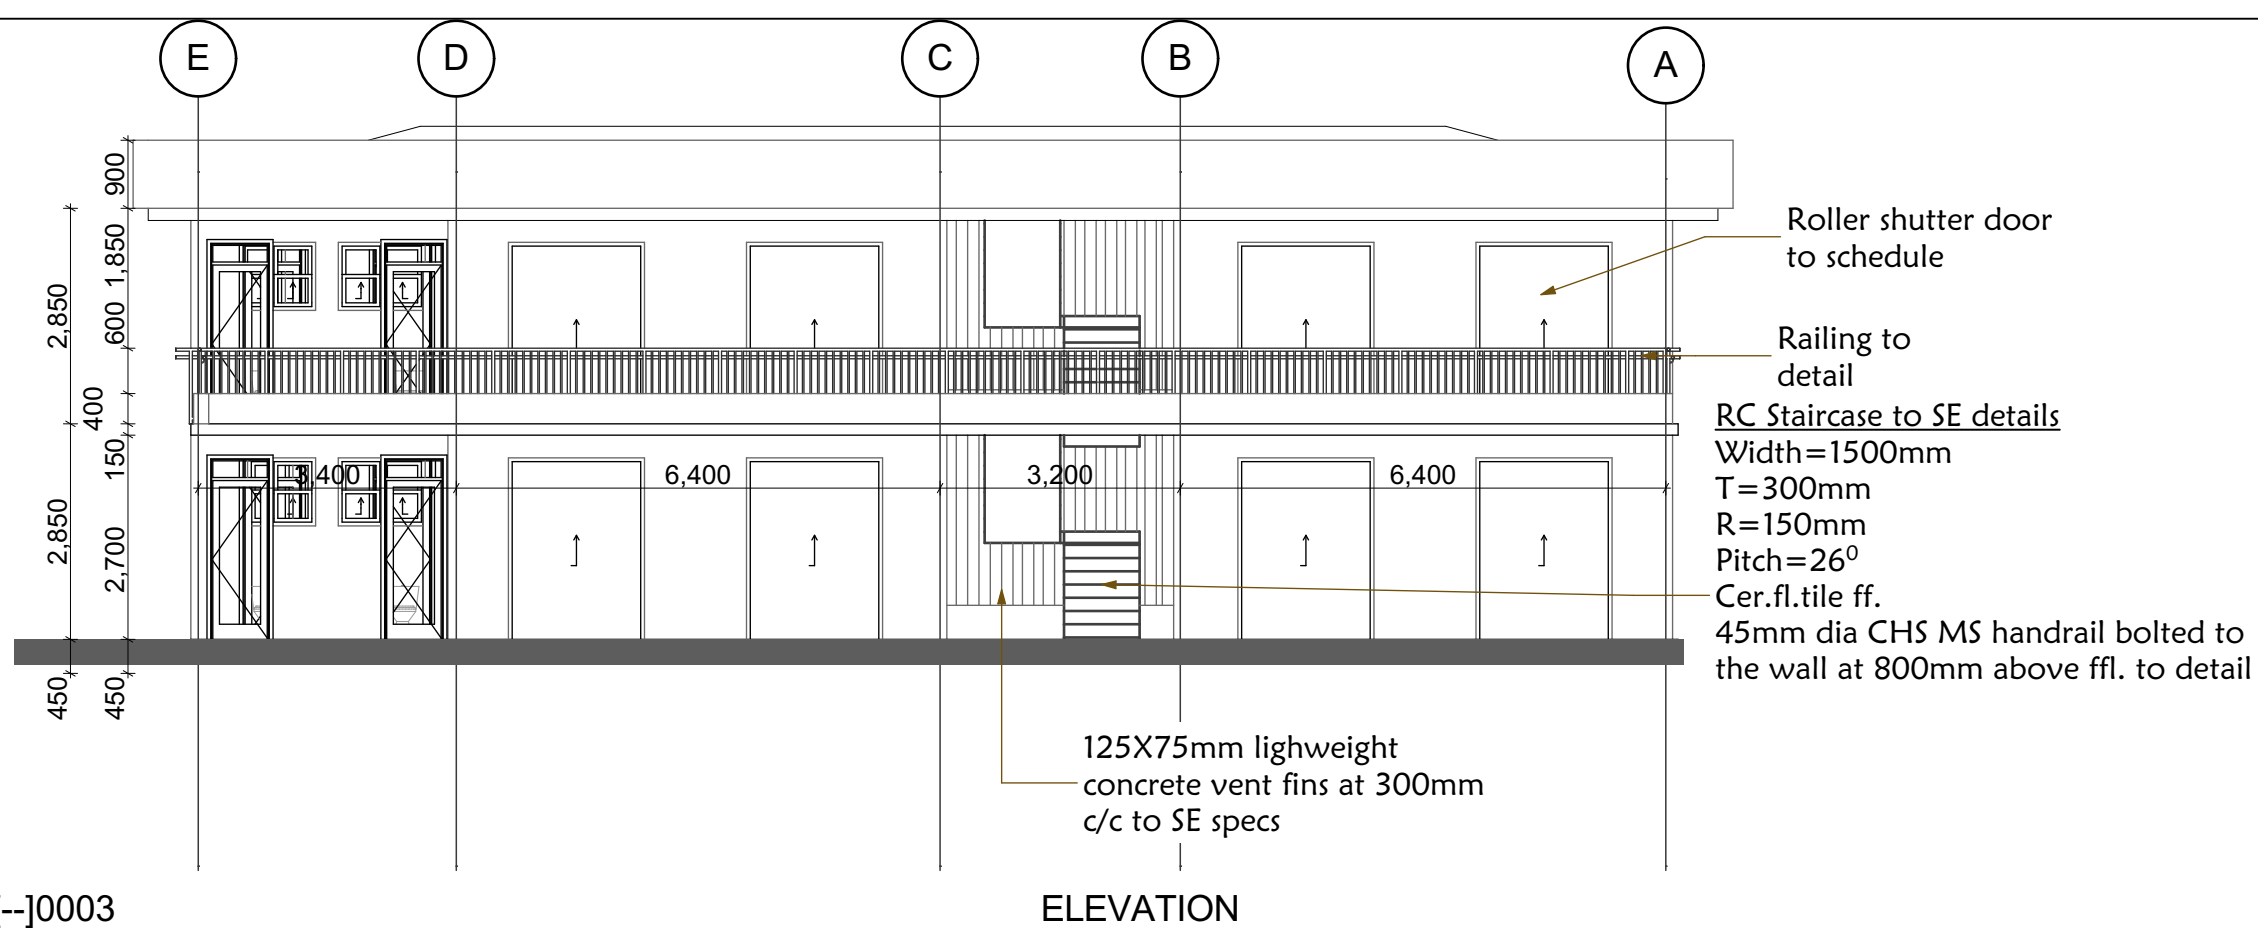 E
D
C
B
A
900
1,850
600
400
150
2,700
450
2,850
2,850
450
3,400
6,400
3,200
6,400
Roller shutter door
to schedule
Railing to
detail
RC Staircase to SE details
Width=1500mm
T=300mm
R=150mm
Pitch=26⁰
Cer.fl.tile ff.
45mm dia CHS MS handrail bolted to
the wall at 800mm above ffl. to detail
125X75mm lighweight
concrete vent fins at 300mm
c/c to SE specs
--]0003
ELEVATION